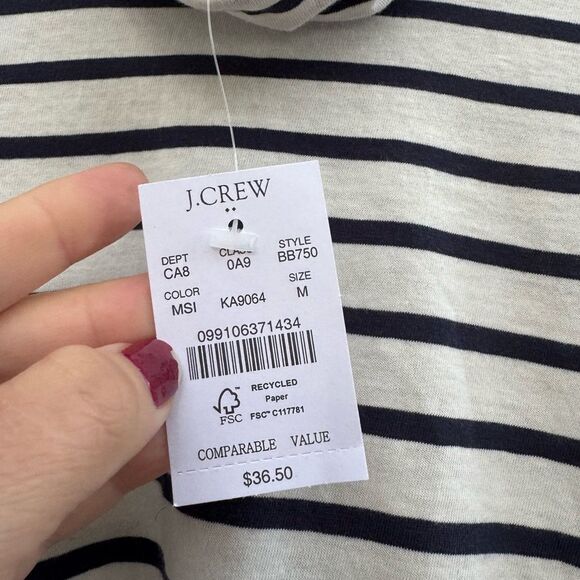 J.CREW
DEPT CLASS STYLE
CA8 0A9 BB750
COLOR SIZE
MSI KA9064 M
099106371434
RECYCLED
Paper
FSC™ C117781
FSC
COMPARABLE VALUE
$36.50